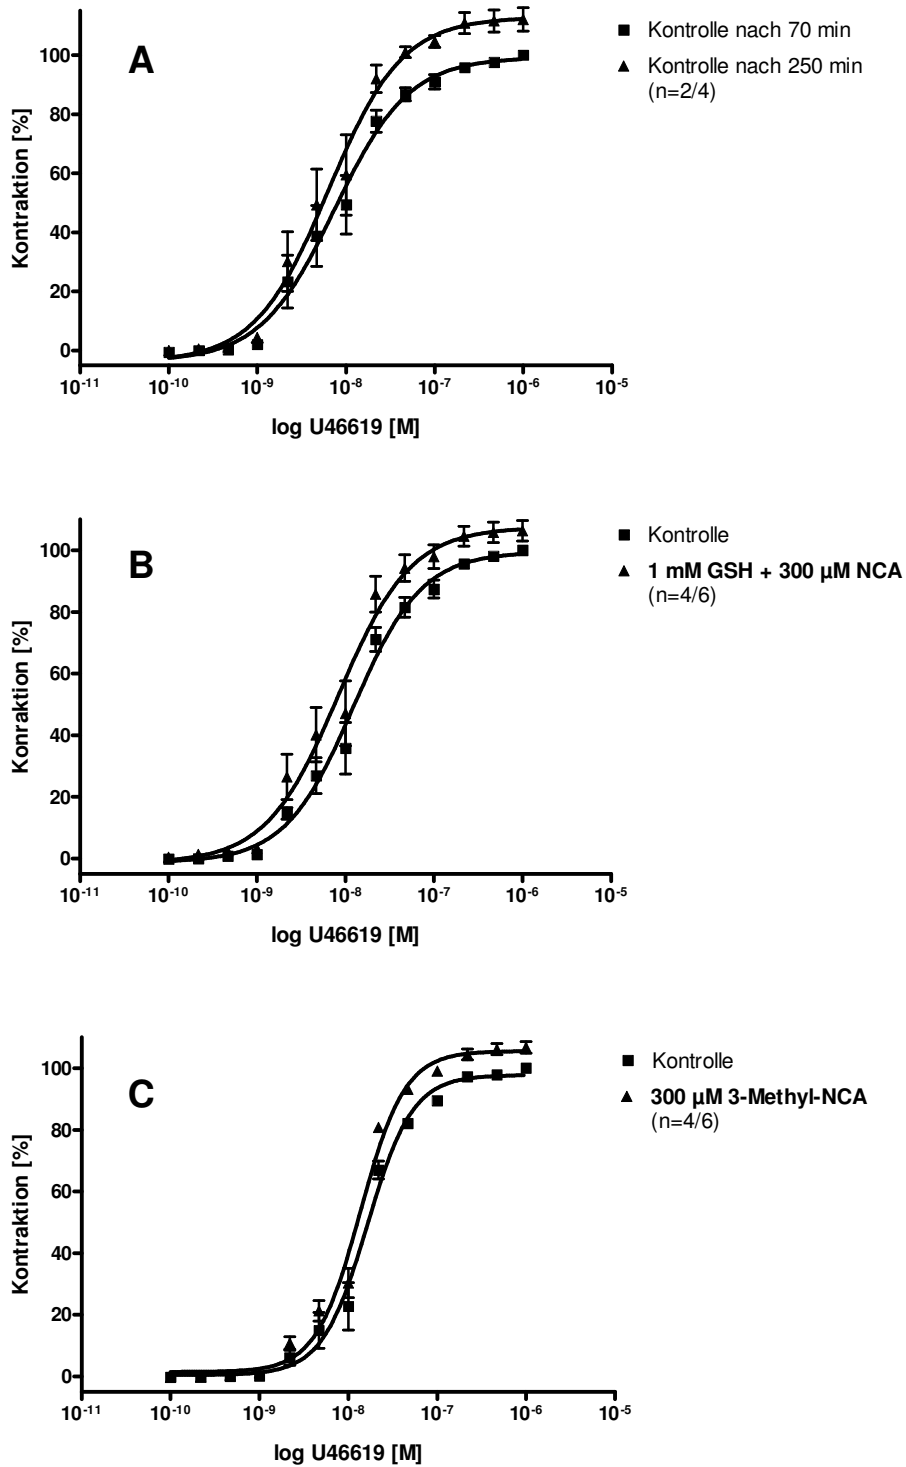 A
Kontraktion [%]
100
80
60
40
20
0
10-11
10-10
10-9
10-8
10-7
10-6
10-5
log U46619 [M]
Kontrolle nach 70 min
Kontrolle nach 250 min
(n=2/4)
B
Konraktion [%]
100
80
60
40
20
0
10-11
10-10
10-9
10-8
10-7
10-6
10-5
log U46619 [M]
Kontrolle
1 mM GSH + 300 µM NCA
(n=4/6)
C
Kontraktion [%]
100
80
60
40
20
0
10-11
10-10
10-9
10-8
10-7
10-6
10-5
log U46619 [M]
Kontrolle
300 µM 3-Methyl-NCA
(n=4/6)